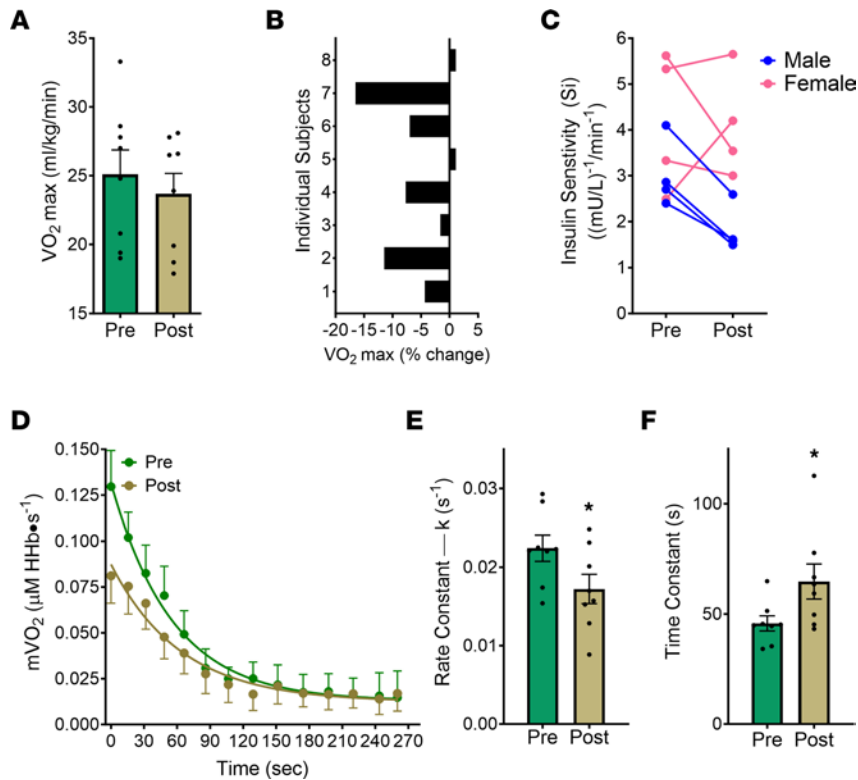 A
VO2 max (ml/kg/min)
35
30
25
20
15
Pre Post
B
Individual Subjects
8
7
6
5
4
3
2
1
-20 -15 -10 -5 0 5
VO2 max (% change)
C
Insulin Senstivity (Si)
((mU/L)-1/min-1)
6
5
4
3
2
1
0
Pre Post
Male
Female
D
mVO2 (μM HHb●s-1)
0.150
0.125
0.100
0.075
0.050
0.025
0.000
Pre
Post
0 30 60 90 120 150 180 210 240 270
Time (sec)
E
Rate Constant — k (s-1)
0.03
0.02
0.01
0.00
*
Pre Post
F
Time Constant (s)
100
50
0
*
Pre Post